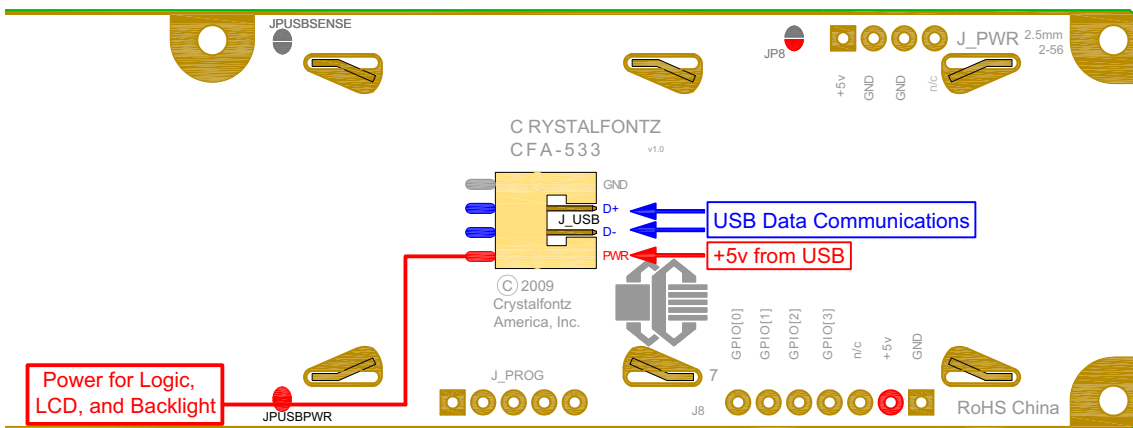 JPUSBSENSE
JP8
J_PWR
2.5mm
2-56
+5v
GND
GND
n/c
CRYSTALFONTZ
CFA-533
v1.0
GND
D+
J_USB
D-
PWR
USB Data Communications
+5v from USB
C 2009
Crystalfontz
America, Inc.
GPIO[0]
GPIO[1]
GPIO[2]
GPIO[3]
n/c
+5v
GND
Power for Logic,
LCD, and Backlight
JPUSBPWR
J_PROG
7
J8
RoHS China